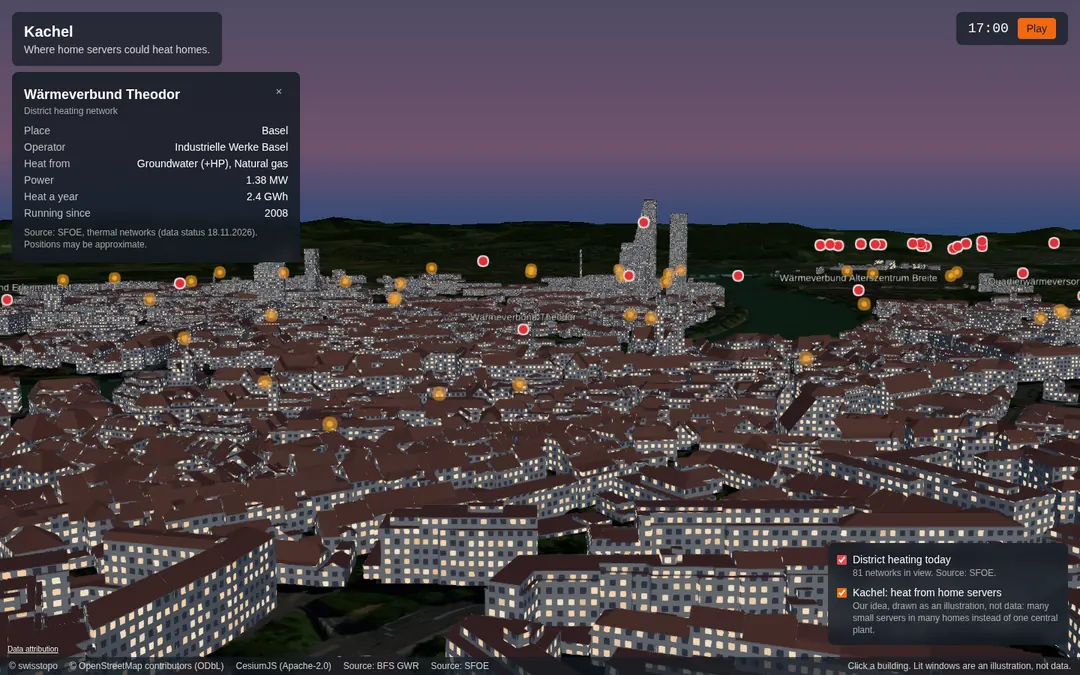 Kachel
Where home servers could heat homes.
17:00 Play
Wärmeverbund Theodor ×
District heating network
Place Basel
Operator Industrielle Werke Basel
Heat from Groundwater (+HP), Natural gas
Power 1.38 MW
Heat a year 2.4 GWh
Running since 2008
Source: SFOE, thermal networks (data status 18.11.2026).
Positions may be approximate.
Wärmeverbund Alterszentrum Breite
Wärmeverbund Theodor
District heating today
81 networks in view. Source: SFOE.
Kachel: heat from home servers
Our idea, drawn as an illustration, not data: many
small servers in many homes instead of one central
plant.
Data attribution
© swisstopo © OpenStreetMap contributors (ODbL) CesiumJS (Apache-2.0) Source: BFS GWR Source: SFOE
Click a building. Lit windows are an illustration, not data.